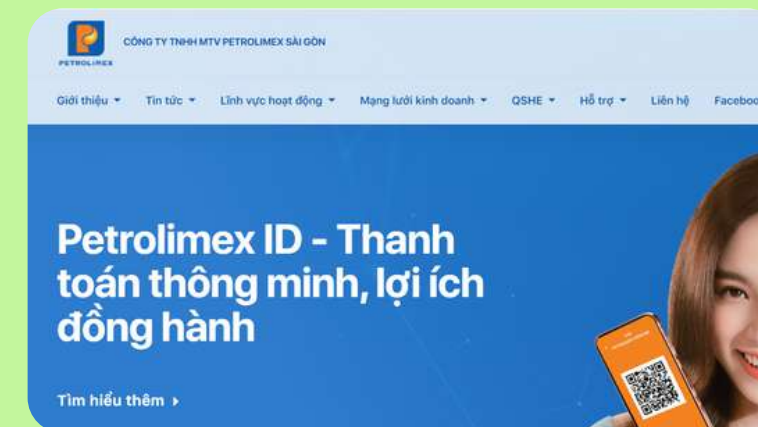 CÔNG TY TNHH MTV PETROLIMEX SÀI GÒN
PETROLIMEX
Giới thiệu Tin tức Lĩnh vực hoạt động Mạng lưới kinh doanh QSHE Hỗ trợ Liên hệ Faceboo
Petrolimex ID - Thanh
toán thông minh, lợi ích
đồng hành
Tìm hiểu thêm